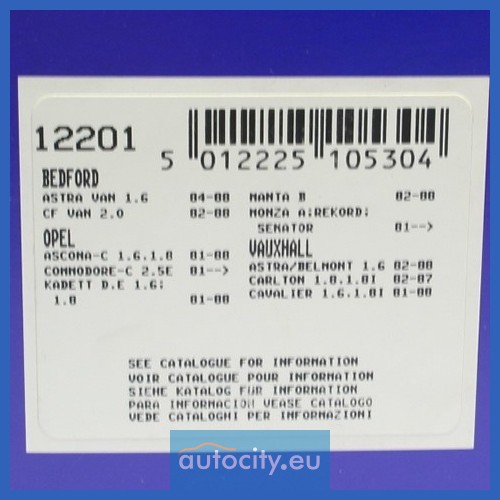 12201
5 012225 105304
BEDFORD
ASTRA VAN 1.6 04-88
CF VAN 2.0 02-88
OPEL
ASCONA-C 1.6.1.8 81-88
COMMODORE-C 2.5E 81-->
KADETT D.E 1.6:
1.8 81-88
MANTA B 82-88
MONZA A:REKORD:
SENATOR 81-->
VAUXHALL
ASTRA/BELMONT 1.6 82-88
CARLTON 1.8.1.8I 82-87
CAVALIER 1.6.1.8I 81-88
SEE CATALOGUE FOR INFORMATION
VOIR CATALOGUE POUR INFORMATION
SIEHE KATALOG FUR INFORMATION
PARA INFORMACION VEASE CATALOGO
VEDE CATALOGHI PER INFORMAZIONI
autocity.eu